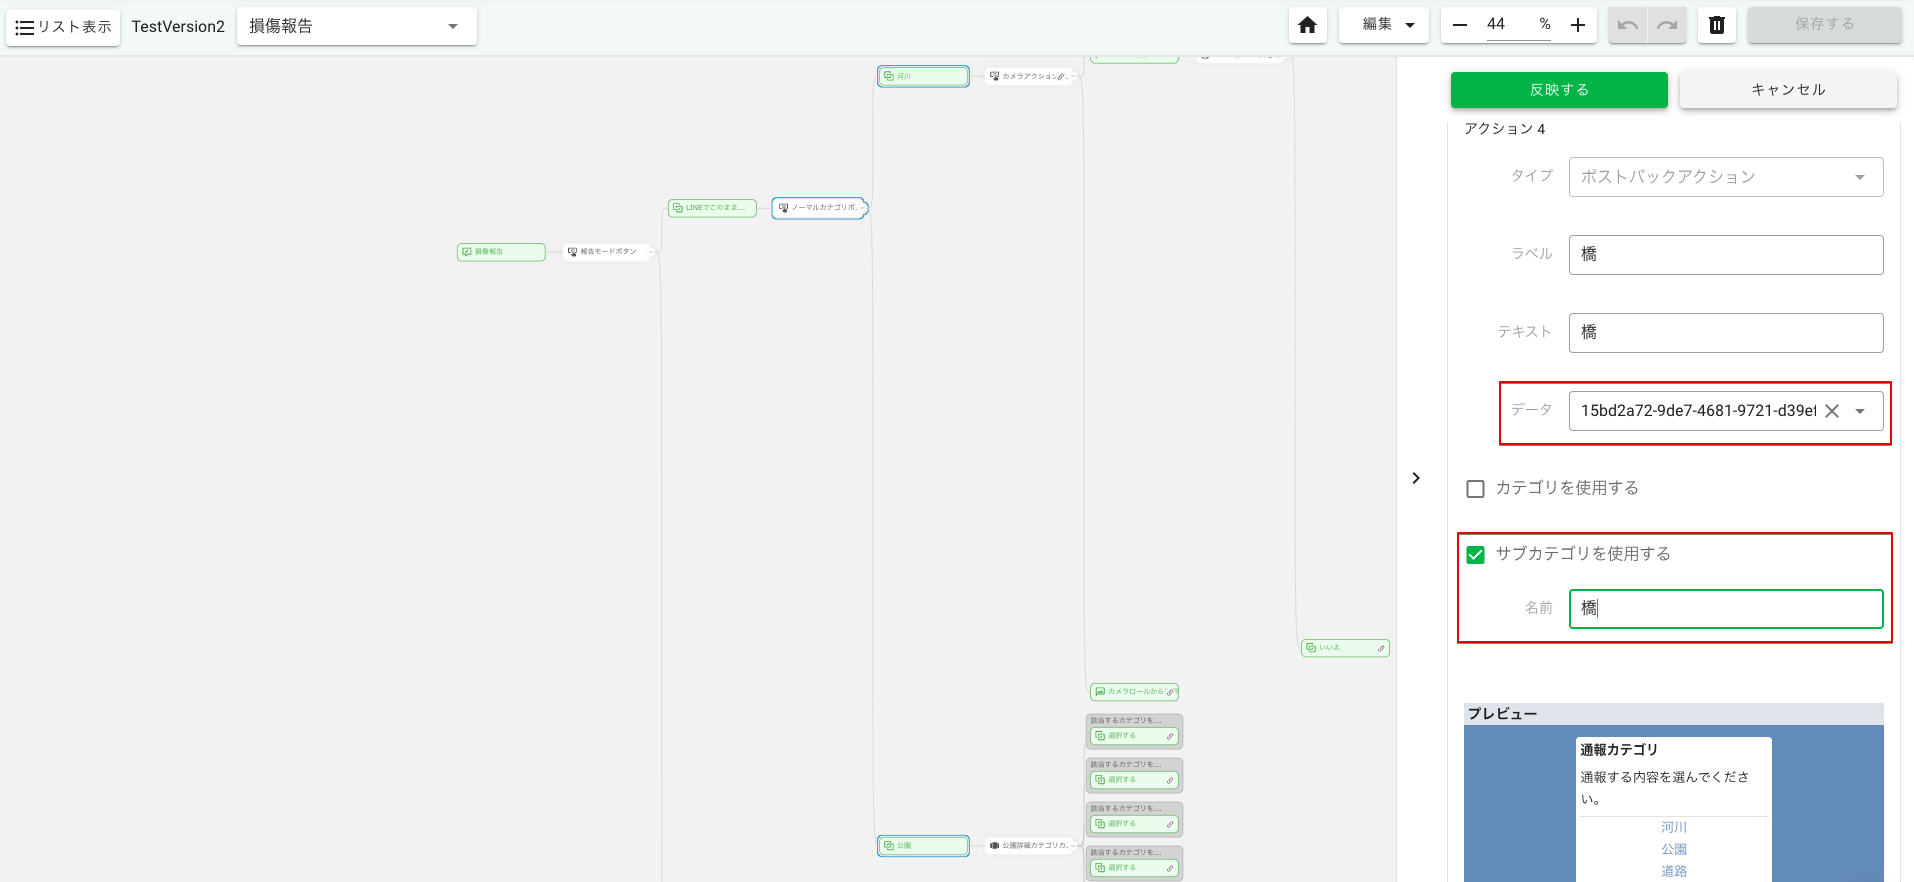 リスト表示
TestVersion2
損傷報告
編集
44
%
保存する
河川
カメラアクション...
LINEでこのまま...
ノーマルカテゴリボ...
損傷報告
報告モードボタン
いいえ
カメラロールから
該当するカテゴリを...
選択する
該当するカテゴリを...
選択する
該当するカテゴリを...
選択する
該当するカテゴリを...
選択する
公園
公園詳細カテゴリカ...
反映する
キャンセル
アクション 4
タイプ
ポストバックアクション
ラベル
橋
テキスト
橋
データ
15bd2a72-9de7-4681-9721-d39ef
カテゴリを使用する
サブカテゴリを使用する
名前
橋
プレビュー
通報カテゴリ
通報する内容を選んでくださ
い。
河川
公園
道路